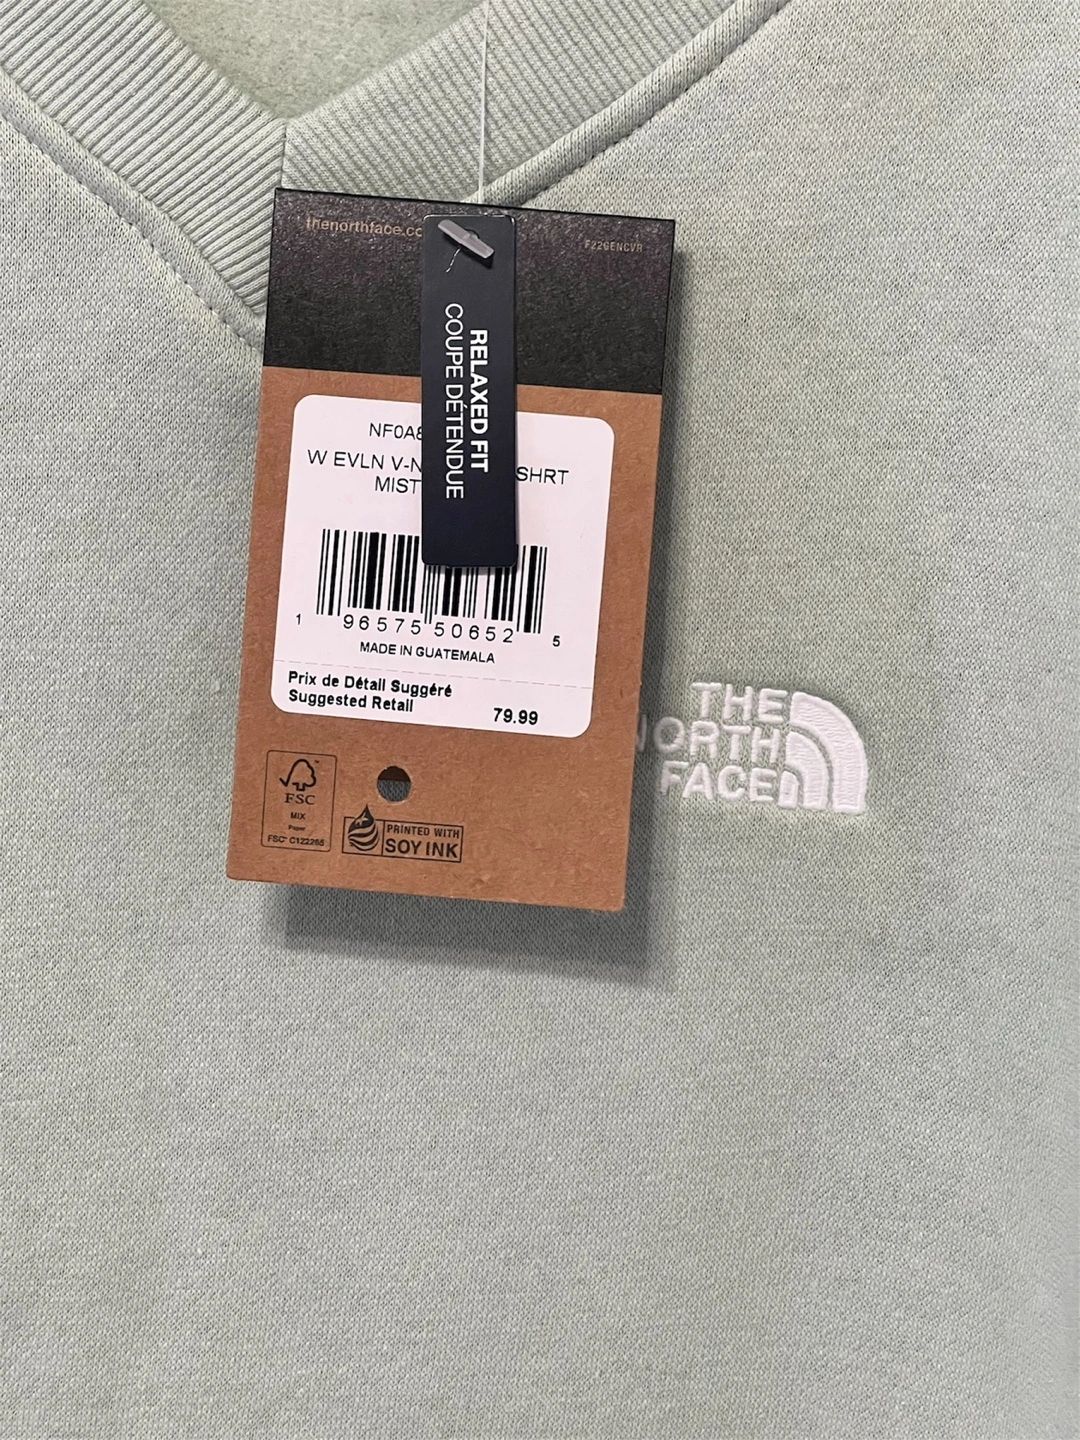 thenorthface.co
F22GENCVR
RELAXED FIT
COUPE DÉTENDUE
NF0A8
W EVLN V-N SHRT
MIST
1 96575 50652 5
MADE IN GUATEMALA
Prix de Détail Suggéré
Suggested Retail 79.99
FSC
MIX
Paper
FSC® C122265
PRINTED WITH
SOY INK
THE
NORTH
FACE